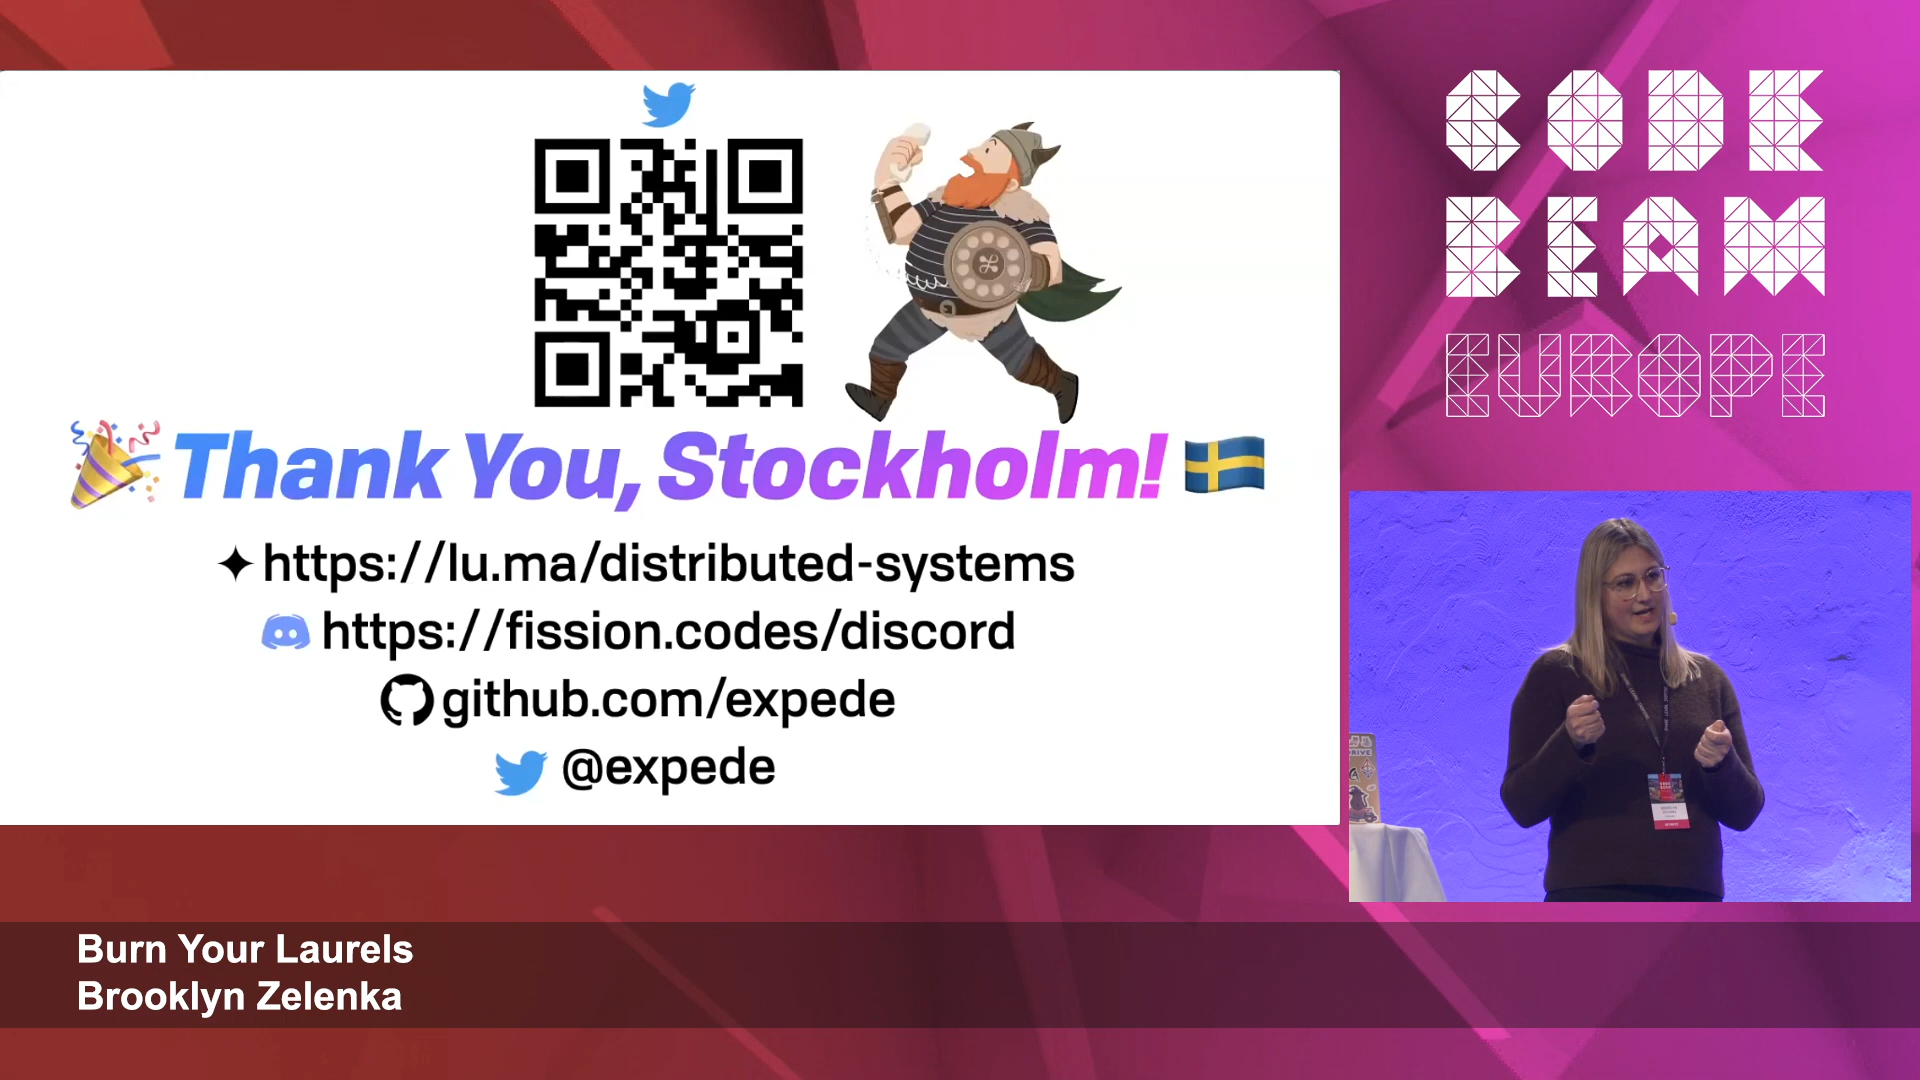 Thank You, Stockholm!
https://lu.ma/distributed-systems
https://fission.codes/discord
github.com/expede
@expede
CODE
BEAM
EUROPE
Burn Your Laurels
Brooklyn Zelenka